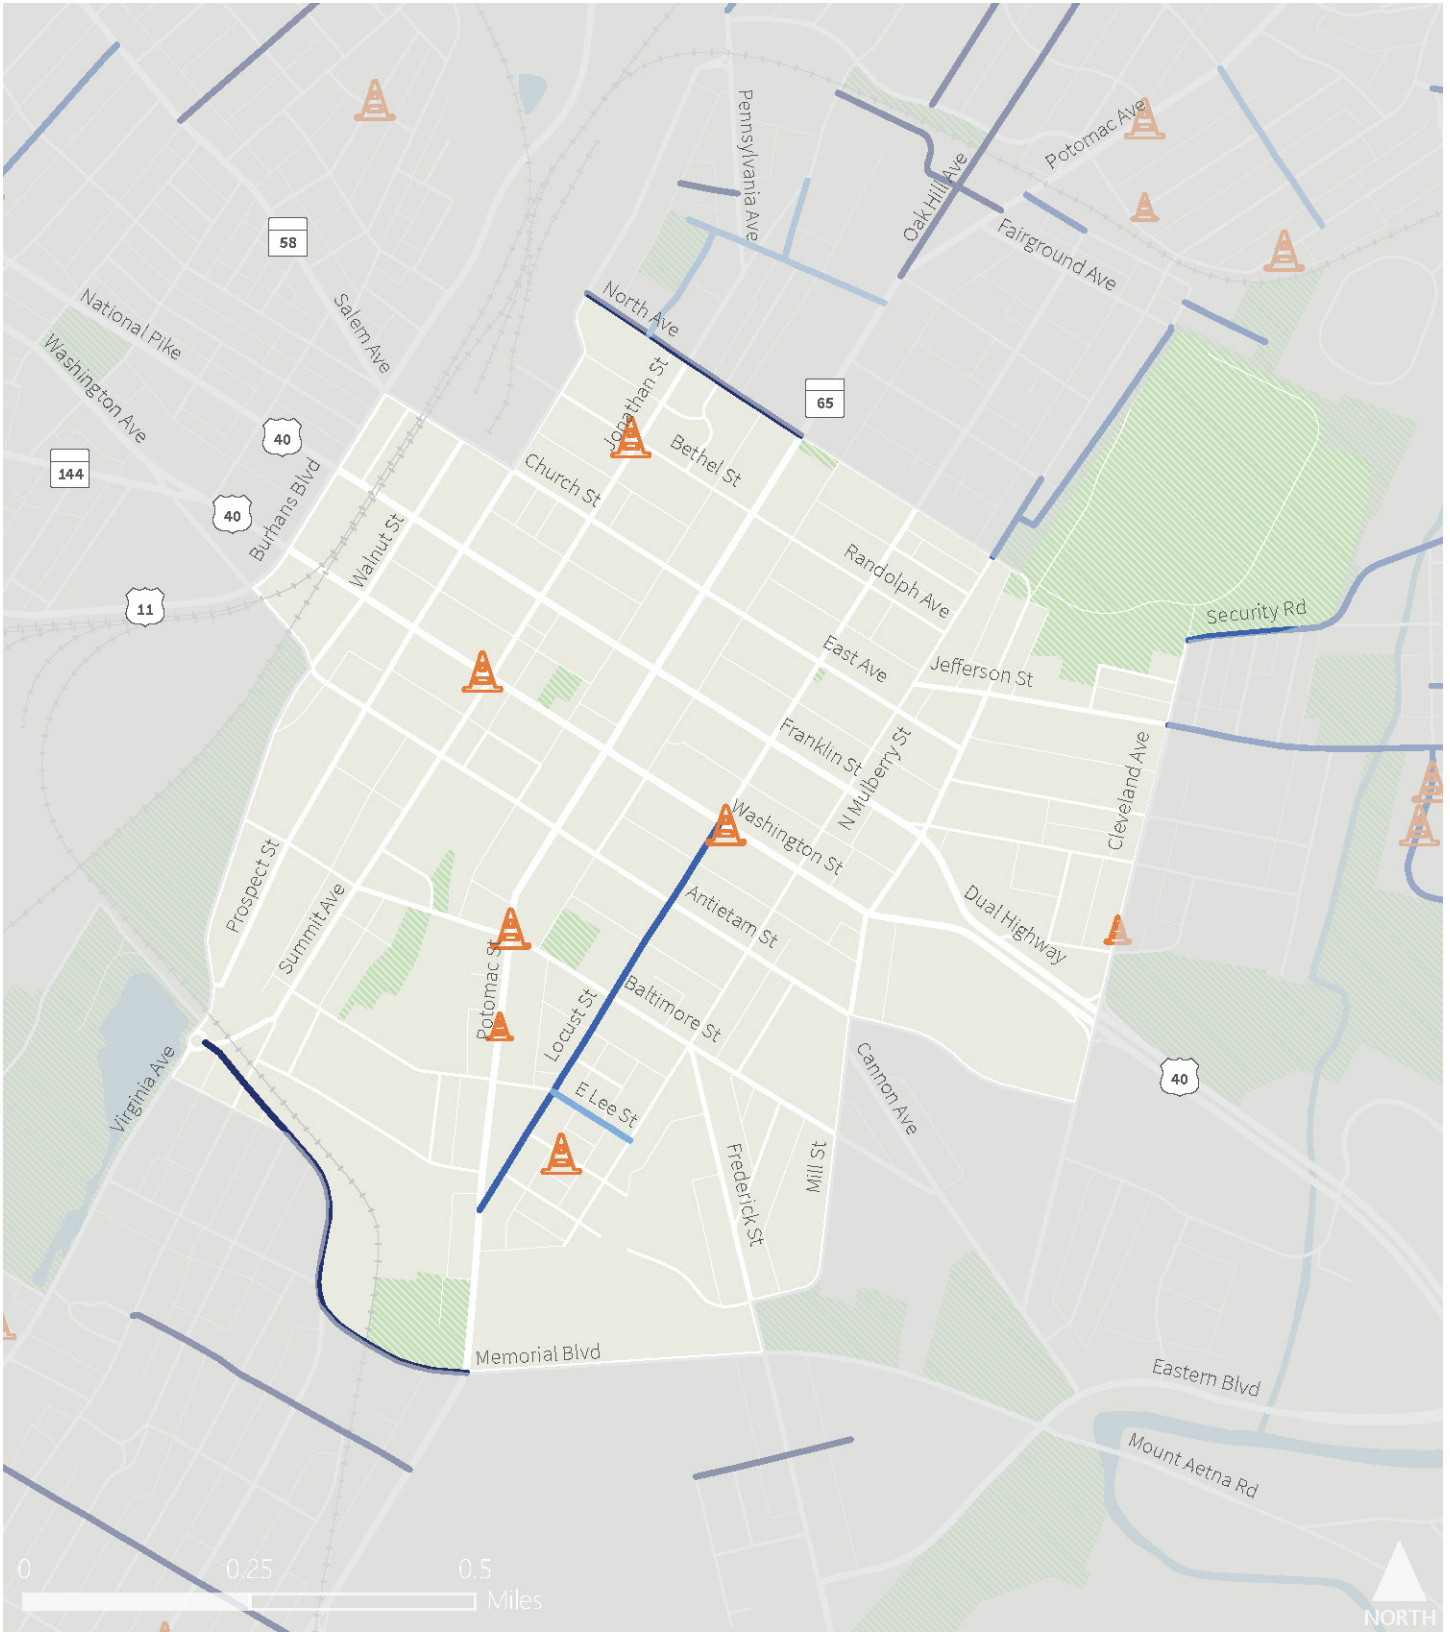 Pennsylvania Ave
Potomac Ave
Oak Hill Ave
Fairground Ave
58
National Pike
Salem Ave
North Ave
Washington Ave
Jonathan St
65
40
Bethel St
144
Church St
40
Burhans Blvd
Walnut St
Randolph Ave
11
Security Rd
East Ave
Jefferson St
Franklin St
N Mulberry St
Cleveland Ave
Washington St
Prospect St
Summit Ave
Antietam St
Dual Highway
Potomac St
Baltimore St
Locust St
Virginia Ave
Cannon Ave
40
E Lee St
Frederick St
Mill St
Memorial Blvd
Eastern Blvd
Mount Aetna Rd
0 0.25 0.5
Miles
NORTH